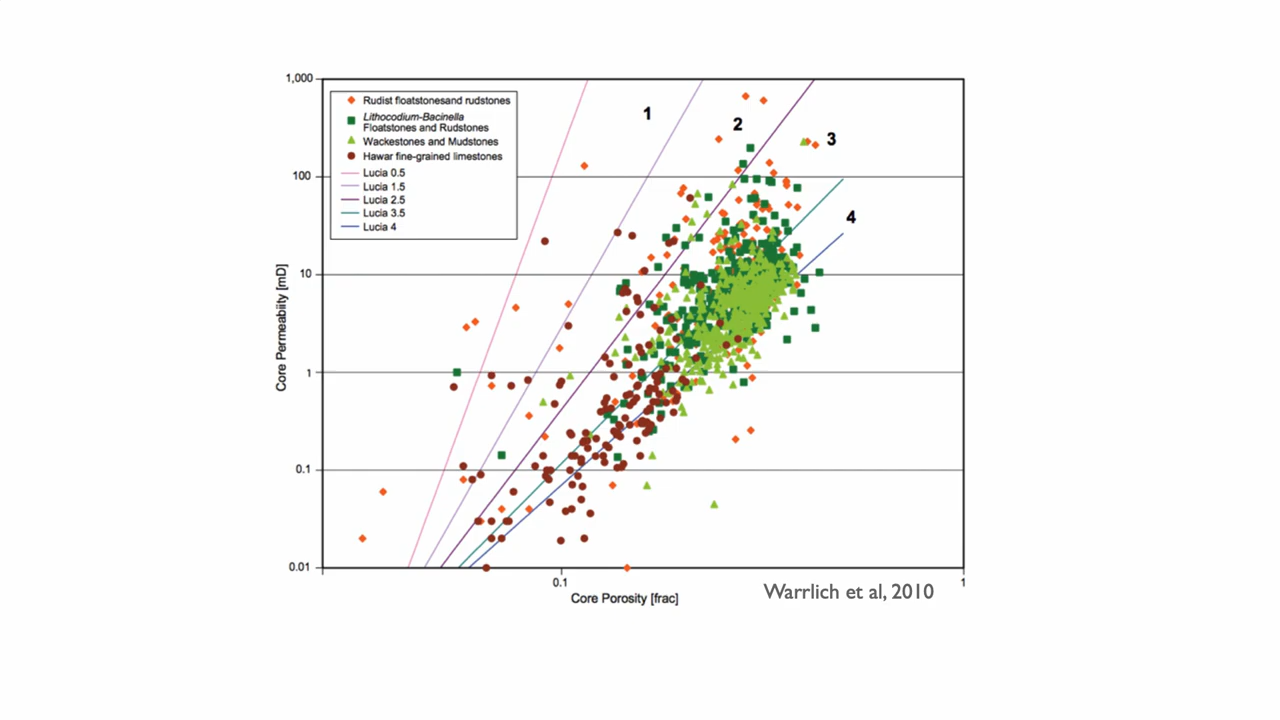 1,000
100
10
1
0.1
0.01
Core Permeabiity [mD]
Rudist floatstonesand rudstones
Lithocodium-Bacinella
Floatstones and Rudstones
Wackestones and Mudstones
Hawar fine-grained limestones
Lucia 0.5
Lucia 1.5
Lucia 2.5
Lucia 3.5
Lucia 4
1
2
3
4
0.1
1
Core Porosity [frac]
Warrlich et al, 2010